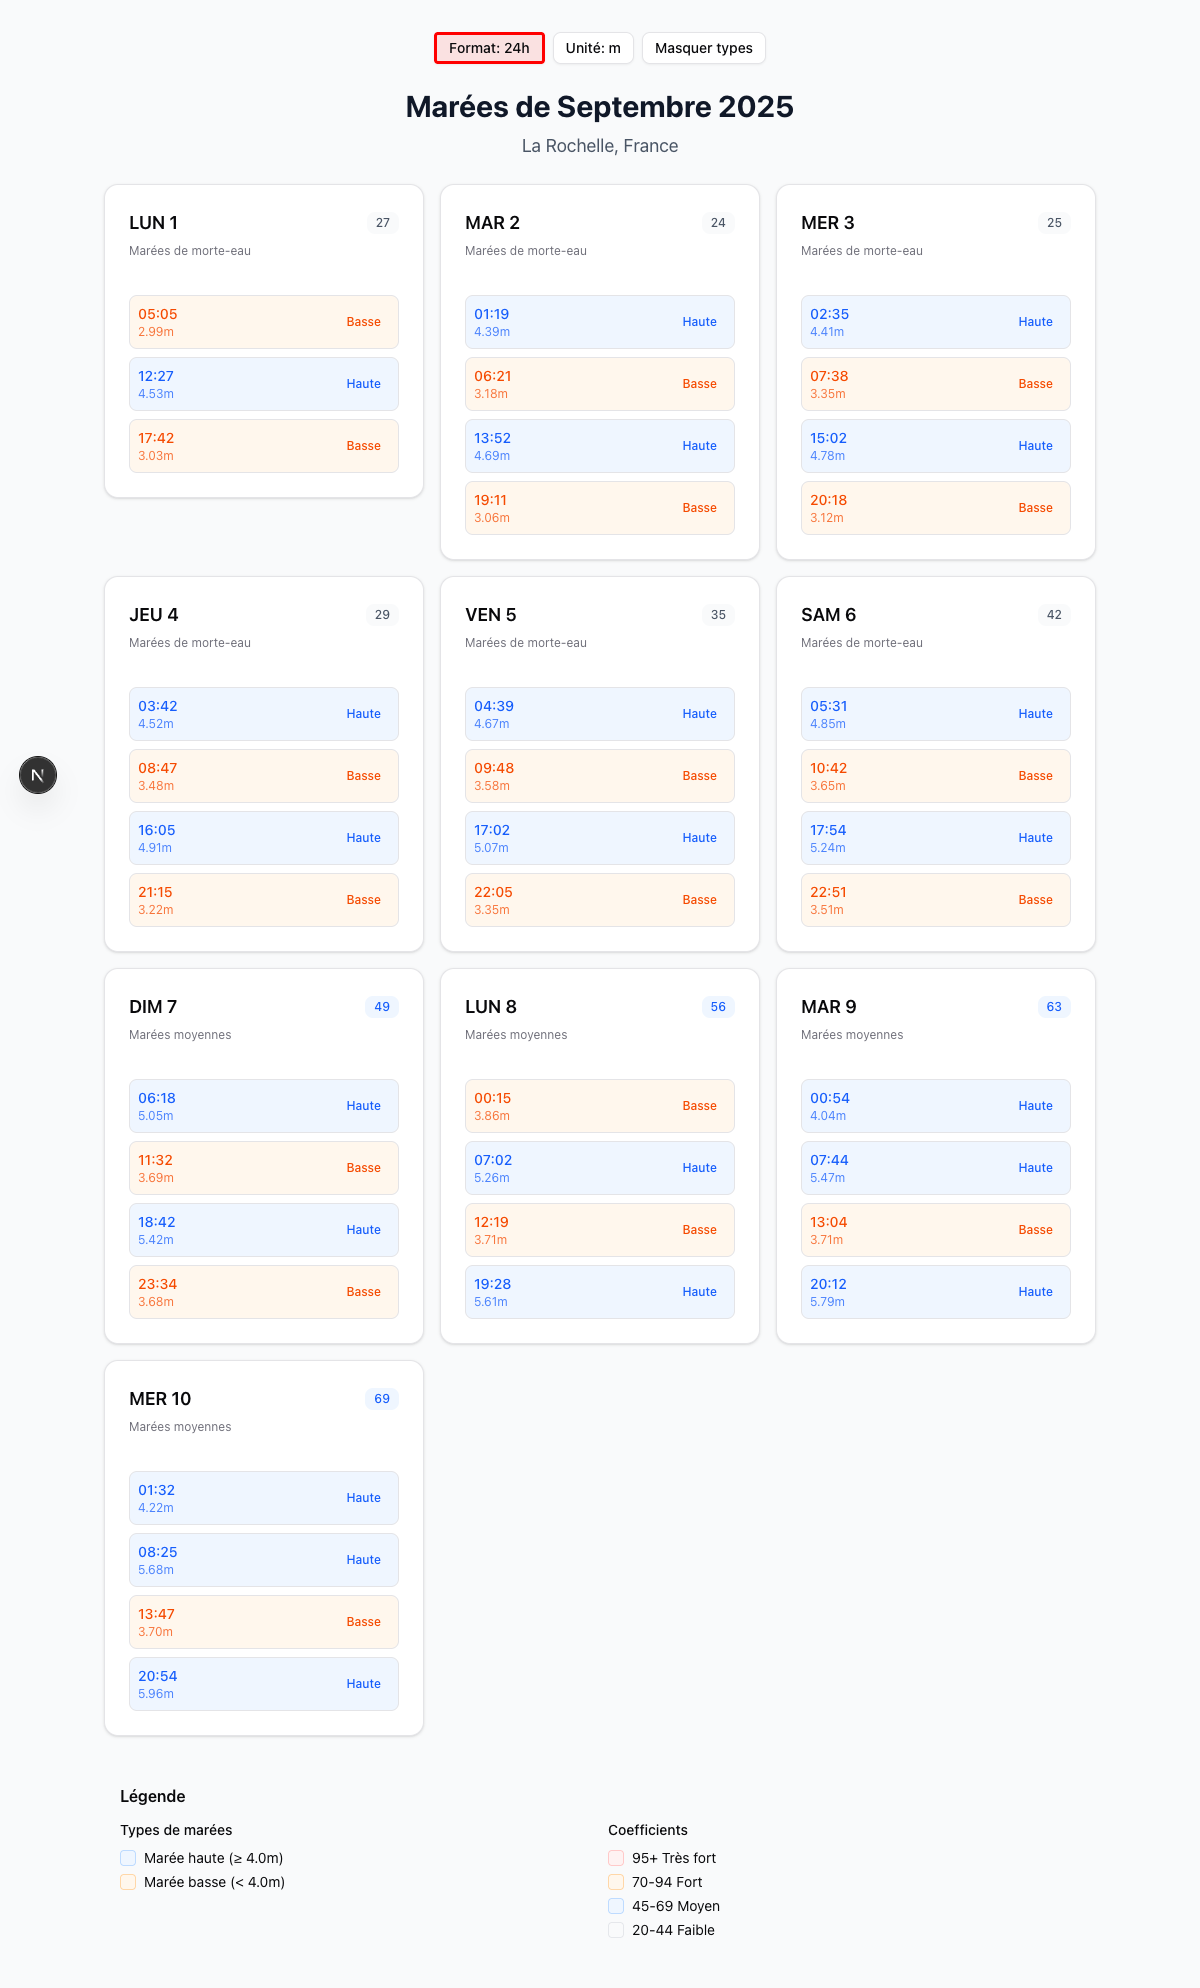 Format: 24h
Unité: m
Masquer types
Marées de Septembre 2025
La Rochelle, France
LUN 1
27
Marées de morte-eau
05:05
2.99m
Basse
12:27
4.53m
Haute
17:42
3.03m
Basse
MAR 2
24
Marées de morte-eau
01:19
4.39m
Haute
06:21
3.18m
Basse
13:52
4.69m
Haute
19:11
3.06m
Basse
MER 3
25
Marées de morte-eau
02:35
4.41m
Haute
07:38
3.35m
Basse
15:02
4.78m
Haute
20:18
3.12m
Basse
JEU 4
29
Marées de morte-eau
03:42
4.52m
Haute
08:47
3.48m
Basse
16:05
4.91m
Haute
21:15
3.22m
Basse
VEN 5
35
Marées de morte-eau
04:39
4.67m
Haute
09:48
3.58m
Basse
17:02
5.07m
Haute
22:05
3.35m
Basse
SAM 6
42
Marées de morte-eau
05:31
4.85m
Haute
10:42
3.65m
Basse
17:54
5.24m
Haute
22:51
3.51m
Basse
N
DIM 7
49
Marées moyennes
06:18
5.05m
Haute
11:32
3.69m
Basse
18:42
5.42m
Haute
23:34
3.68m
Basse
LUN 8
56
Marées moyennes
00:15
3.86m
Basse
07:02
5.26m
Haute
12:19
3.71m
Basse
19:28
5.61m
Haute
MAR 9
63
Marées moyennes
00:54
4.04m
Haute
07:44
5.47m
Haute
13:04
3.71m
Basse
20:12
5.79m
Haute
MER 10
69
Marées moyennes
01:32
4.22m
Haute
08:25
5.68m
Haute
13:47
3.70m
Basse
20:54
5.96m
Haute
Légende
Types de marées
Marée haute (≥ 4.0m)
Marée basse (< 4.0m)
Coefficients
95+ Très fort
70-94 Fort
45-69 Moyen
20-44 Faible